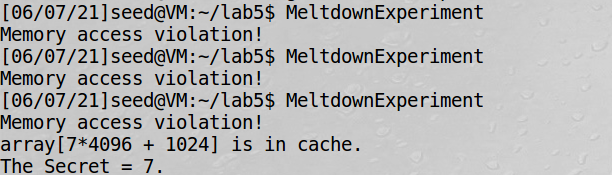 [06/07/21]seed@VM:~/lab5$ MeltdownExperiment
Memory access violation!
[06/07/21]seed@VM:~/lab5$ MeltdownExperiment
Memory access violation!
[06/07/21]seed@VM:~/lab5$ MeltdownExperiment
Memory access violation!
array[7*4096 + 1024] is in cache.
The Secret = 7.